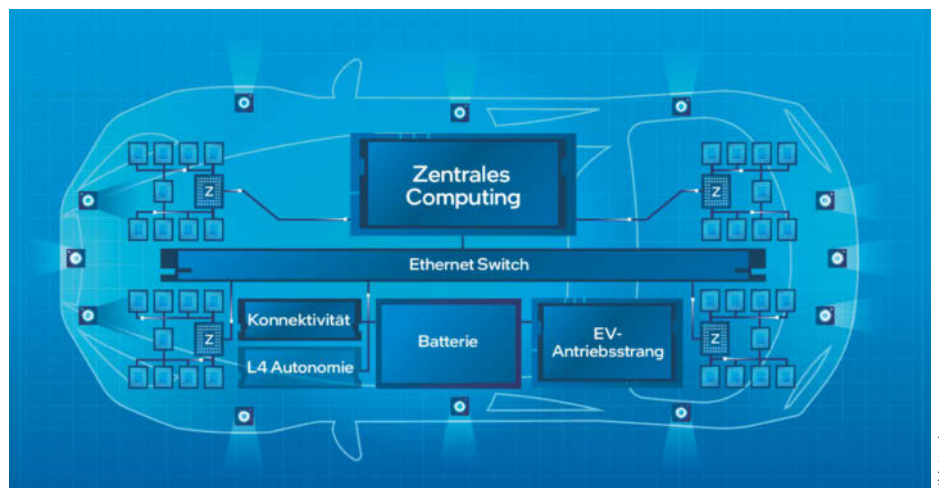 Zentrales
Computing
Z
Z
Ethernet Switch
Konnektivität
L4 Autonomie
Batterie
EV-
Antriebsstrang
Z
Z